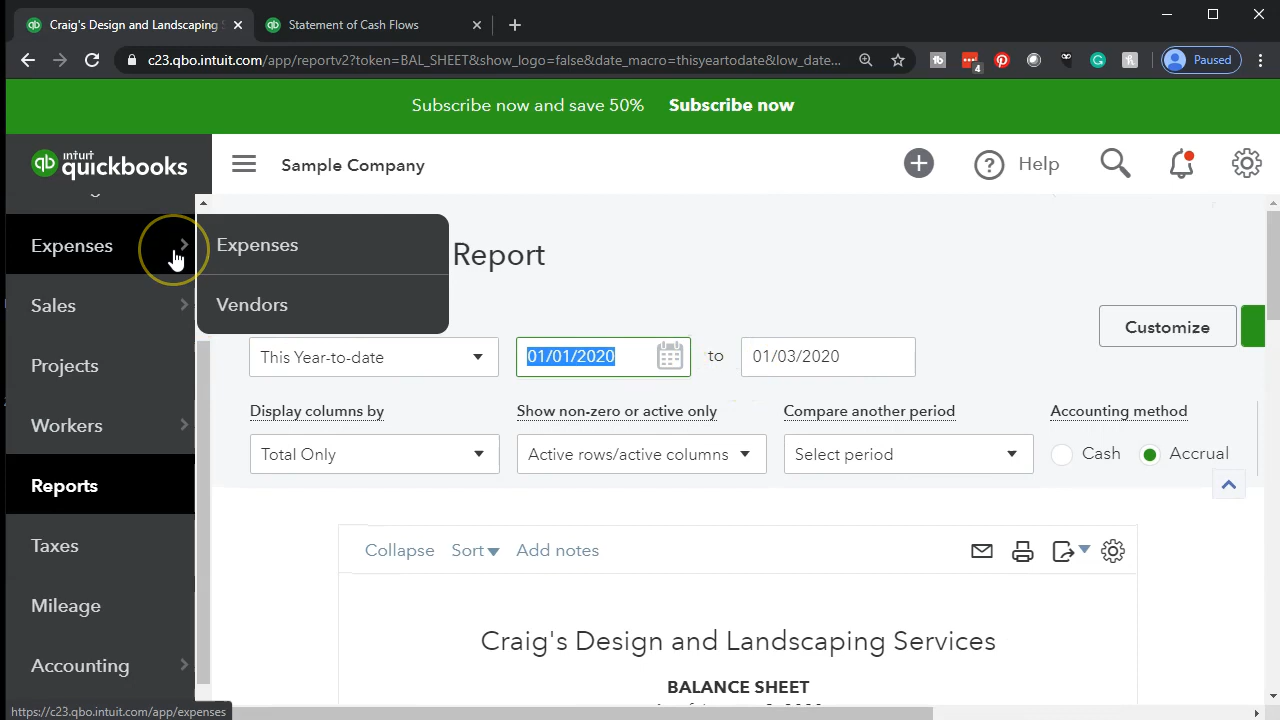 Craig's Design and Landscaping
Statement of Cash Flows
c23.qbo.intuit.com/app/reportv2?token=BAL_SHEET&show_logo=false&date_macro=thisyeartodate&low_date...
4
Paused
Subscribe now and save 50% Subscribe now
intuit
quickbooks
Sample Company
Help
Expenses
Expenses
Report
Sales
Vendors
Customize
This Year-to-date
01/01/2020
to
01/03/2020
Projects
Display columns by
Show non-zero or active only
Compare another period
Accounting method
Workers
Total Only
Active rows/active columns
Select period
Cash
Accrual
Reports
Taxes
Collapse
Sort
Add notes
Mileage
Craig's Design and Landscaping Services
Accounting
BALANCE SHEET
https://c23.qbo.intuit.com/app/expenses